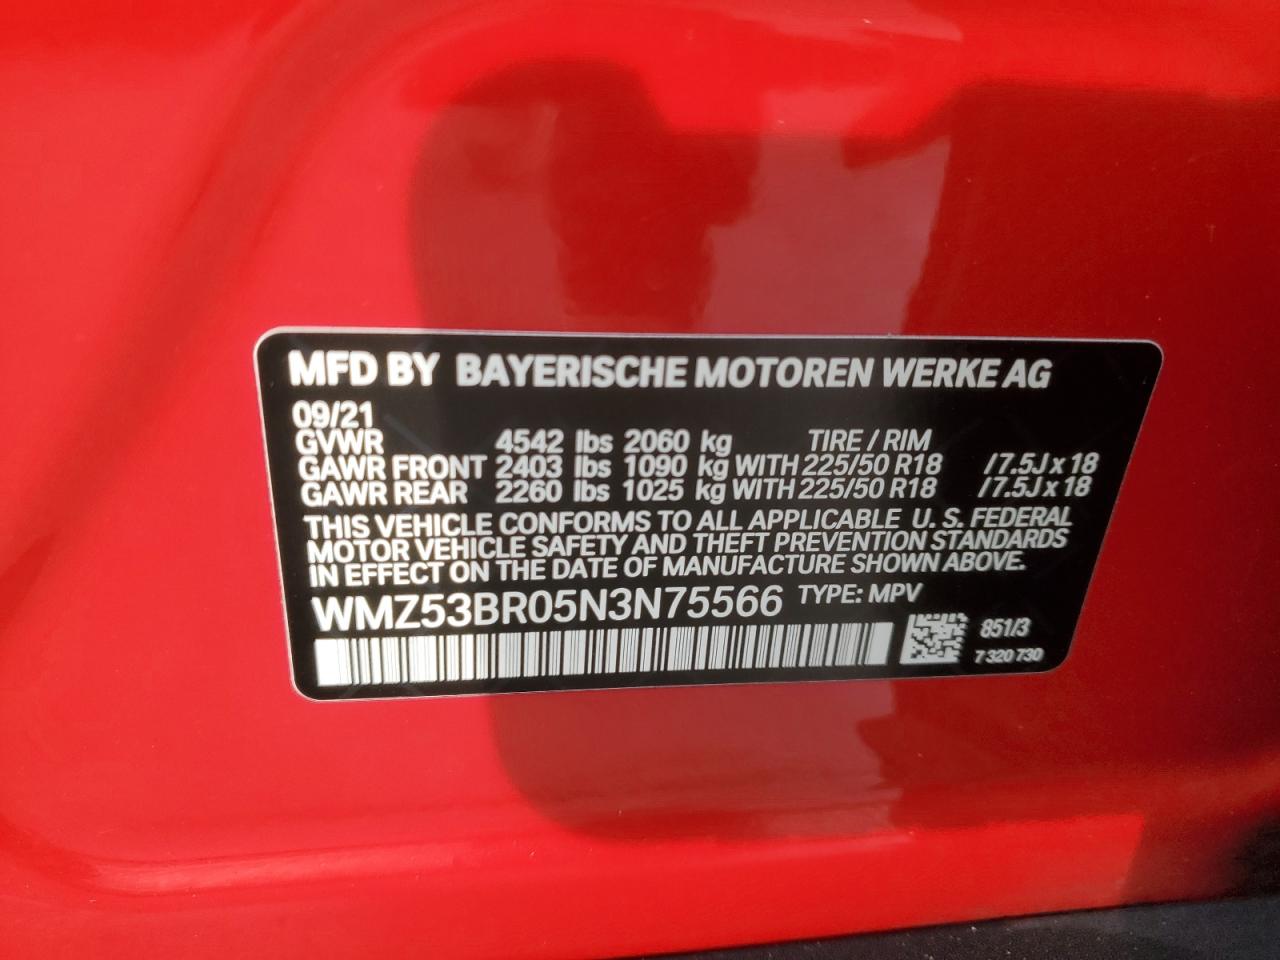 MFD BY BAYERISCHE MOTOREN WERKE AG
09/21
GVWR 4542 lbs 2060 kg TIRE / RIM
GAWR FRONT 2403 lbs 1090 kg WITH 225/50 R18 / 7.5J x 18
GAWR REAR 2260 lbs 1025 kg WITH 225/50 R18 / 7.5J x 18
THIS VEHICLE CONFORMS TO ALL APPLICABLE U. S. FEDERAL
MOTOR VEHICLE SAFETY AND THEFT PREVENTION STANDARDS
IN EFFECT ON THE DATE OF MANUFACTURE SHOWN ABOVE.
WMZ53BR05N3N75566 TYPE: MPV
851/3
7 320 730